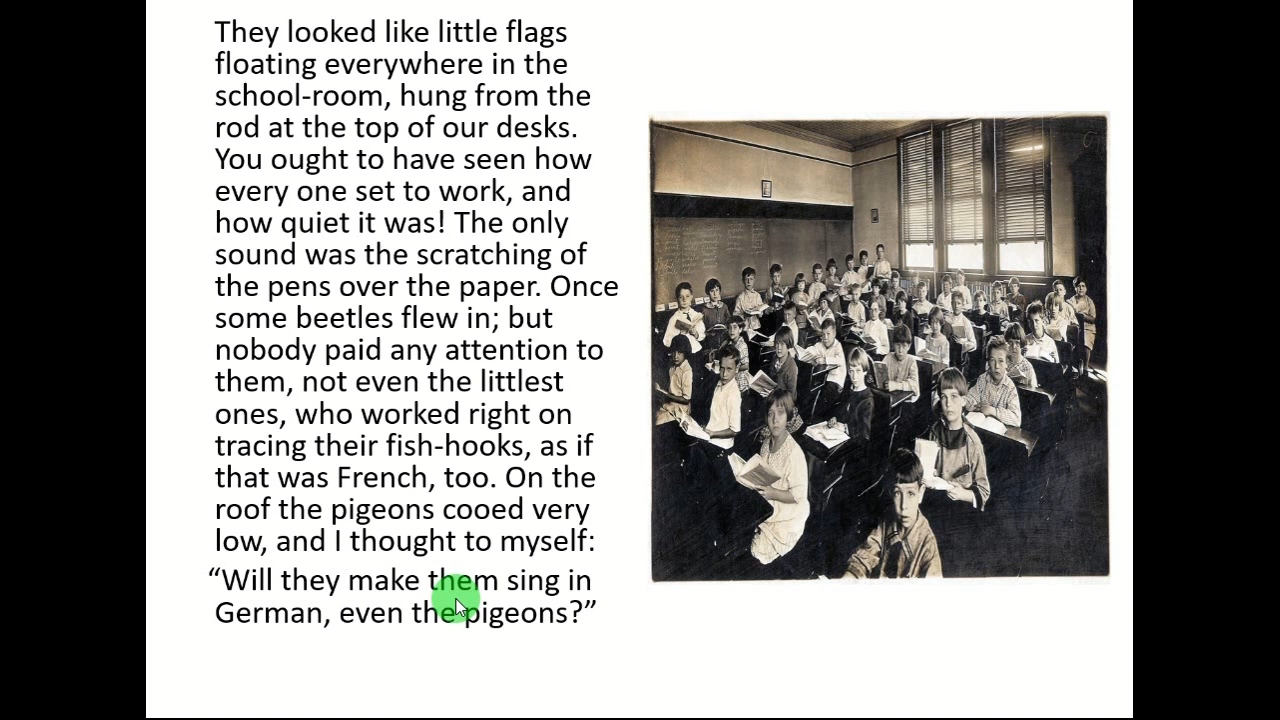 They looked like little flags
floating everywhere in the
school-room, hung from the
rod at the top of our desks.
You ought to have seen how
every one set to work, and
how quiet it was! The only
sound was the scratching of
the pens over the paper. Once
some beetles flew in; but
nobody paid any attention to
them, not even the littlest
ones, who worked right on
tracing their fish-hooks, as if
that was French, too. On the
roof the pigeons cooed very
low, and I thought to myself:
“Will they make them sing in
German, even the pigeons?”